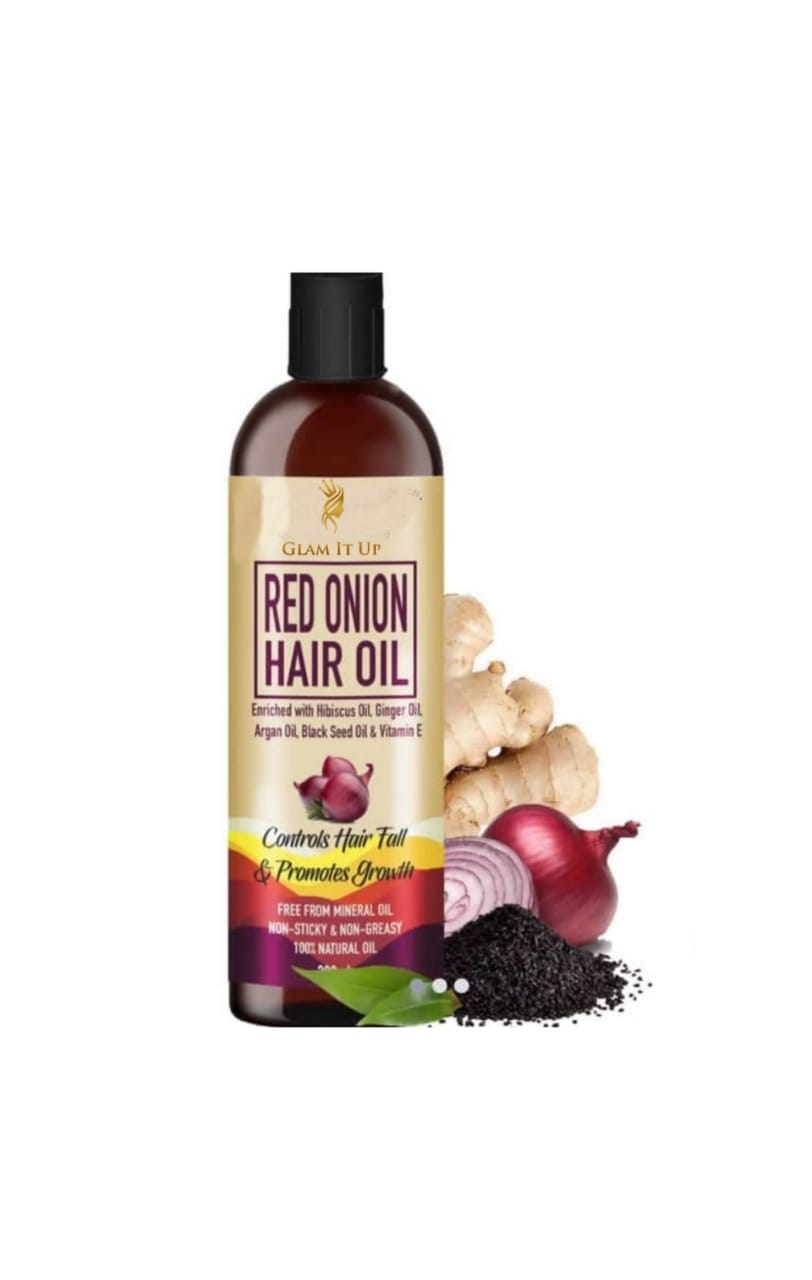 GLAM IT UP
RED ONION
HAIR OIL
Enriched with Hibiscus Oil, Ginger Oil,
Argan Oil, Black Seed Oil & Vitamin E
Controls Hair Fall
& Promotes Growth
FREE FROM MINERAL OIL
NON-STICKY & NON-GREASY
100% NATURAL OIL